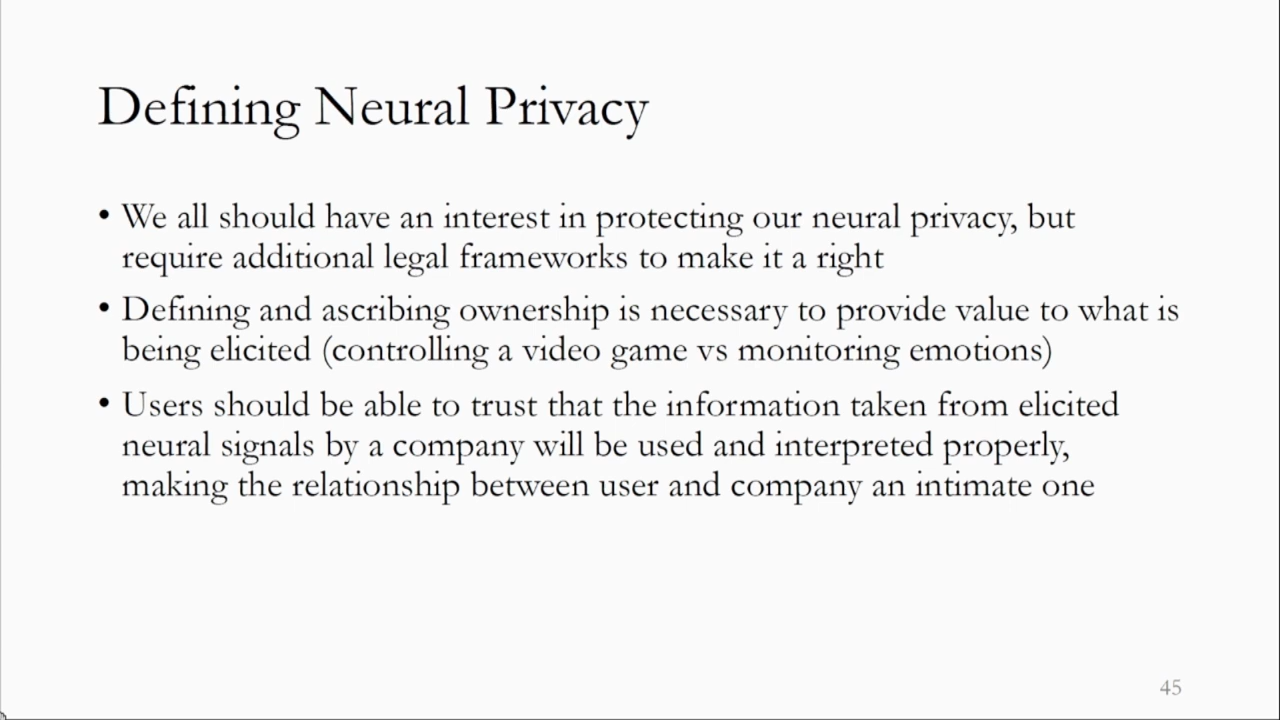 Defining Neural Privacy
• We all should have an interest in protecting our neural privacy, but
require additional legal frameworks to make it a right
• Defining and ascribing ownership is necessary to provide value to what is
being elicited (controlling a video game vs monitoring emotions)
• Users should be able to trust that the information taken from elicited
neural signals by a company will be used and interpreted properly,
making the relationship between user and company an intimate one
45